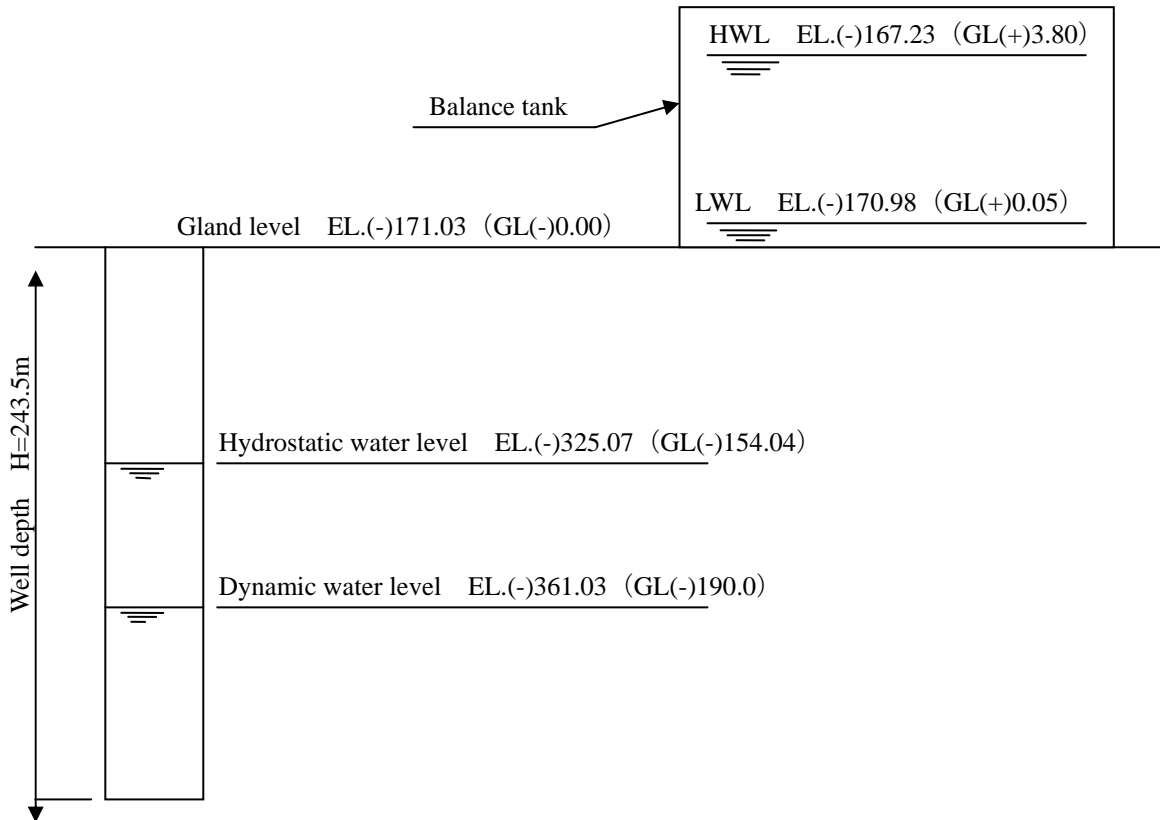 HWL EL.(-)167.23（GL(+)3.80）
Balance tank
LWL EL.(-)170.98（GL(+)0.05）
Gland level EL.(-)171.03（GL(-)0.00）
Well depth H=243.5m
Hydrostatic water level EL.(-)325.07（GL(-)154.04）
Dynamic water level EL.(-)361.03（GL(-)190.0）